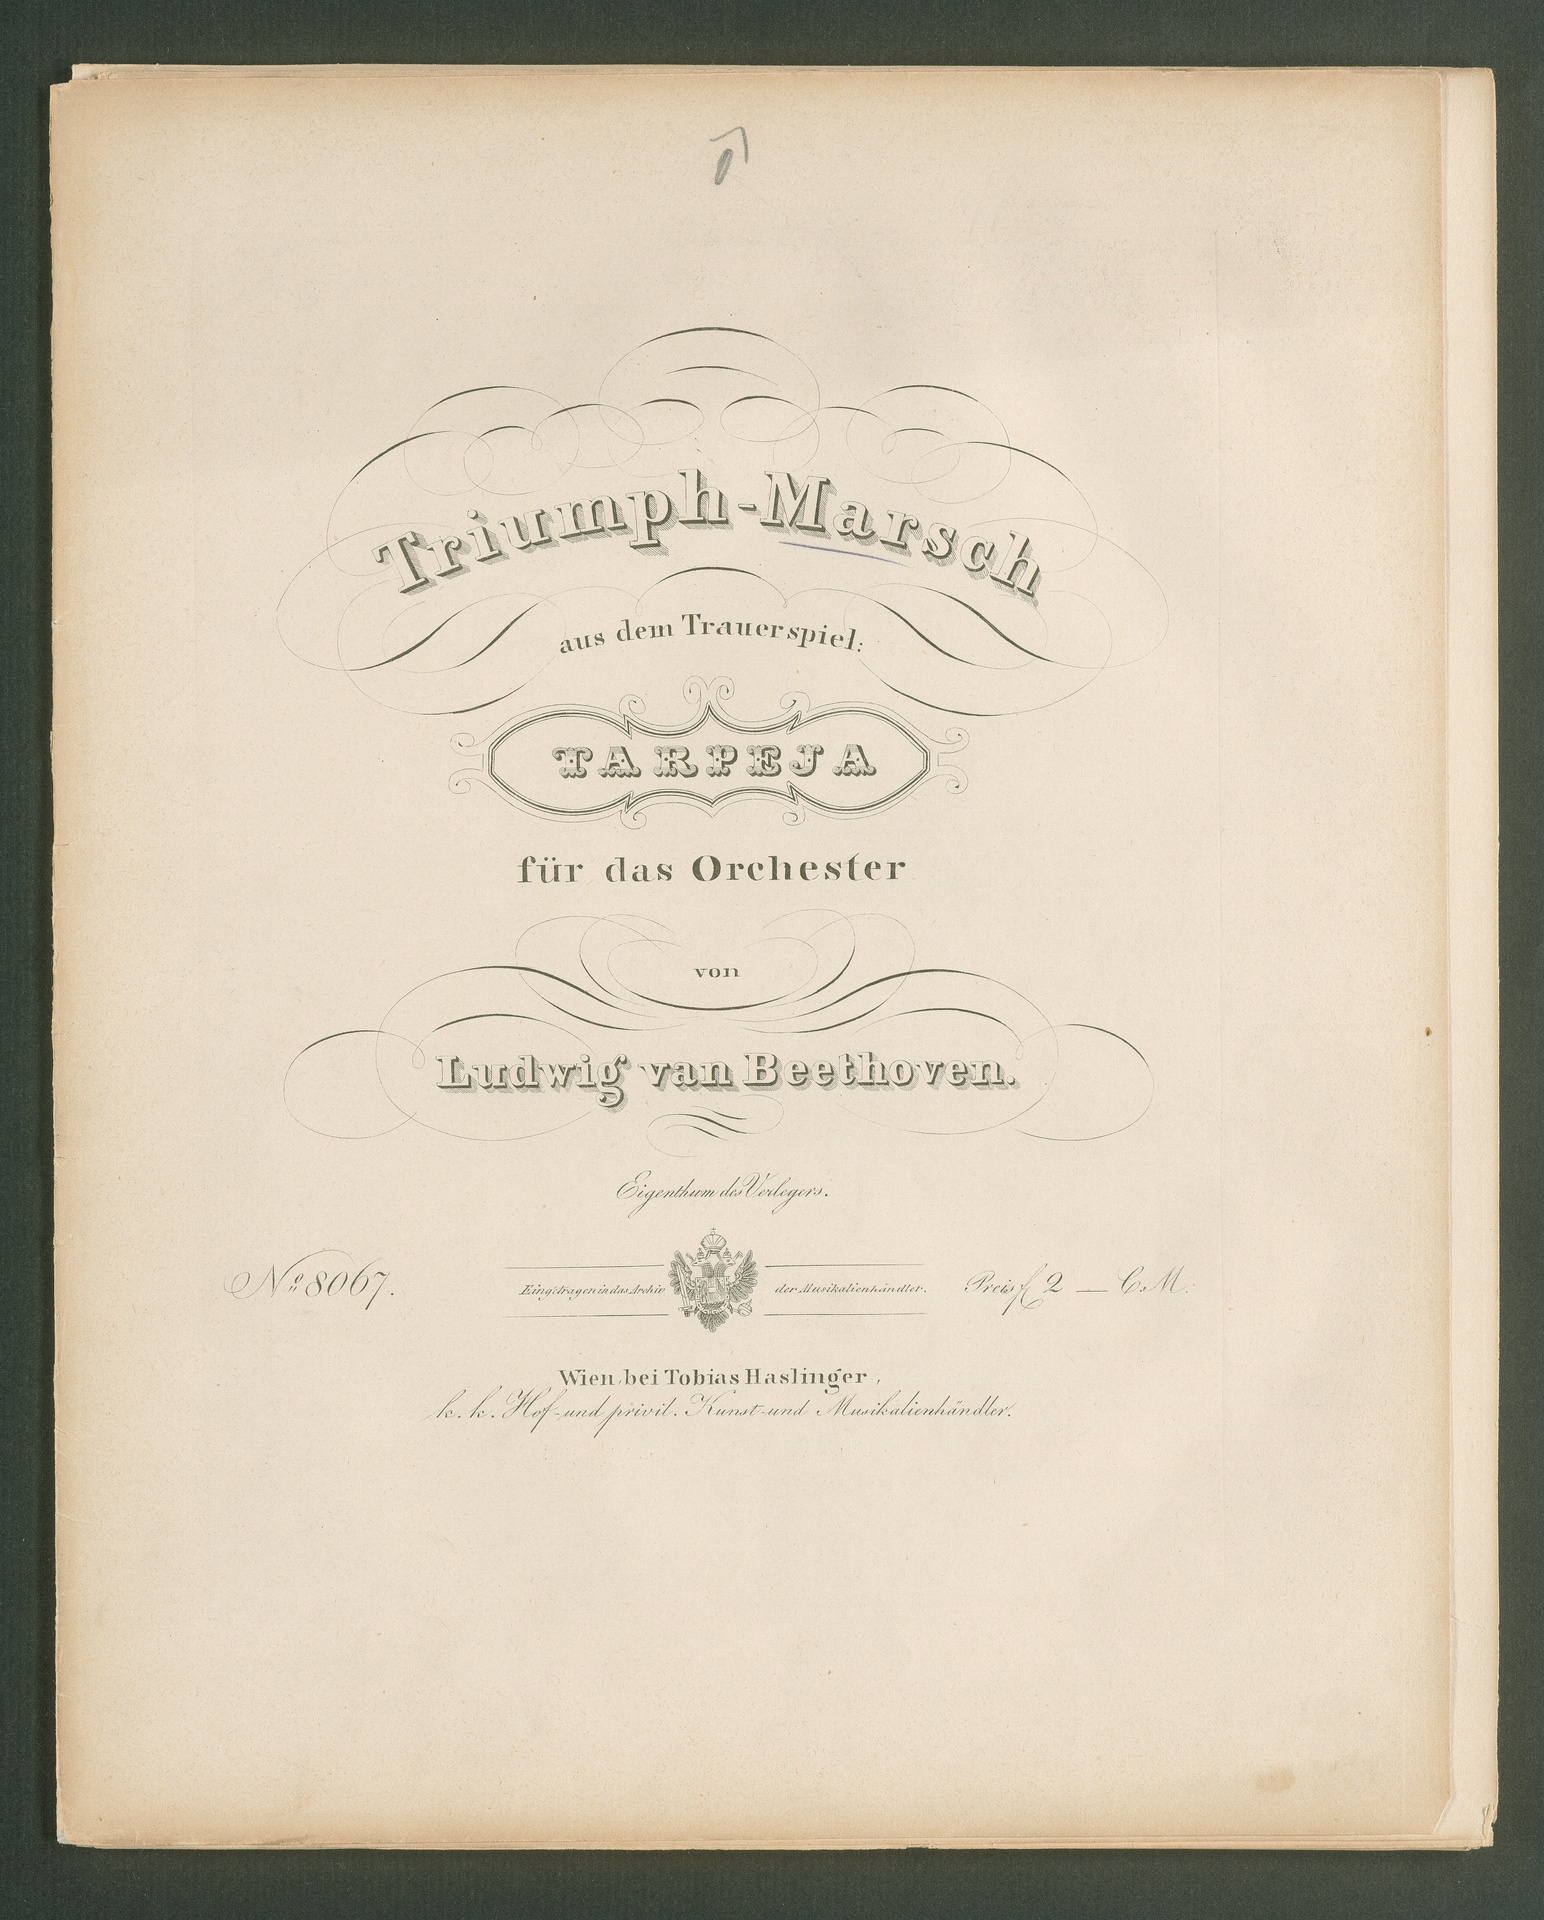 Triumph-Marsch
aus dem Trauerspiel:
TARPEJA
für das Orchester
von
Ludwig van Beethoven.
Eigenthum des Verlegers.
No 8067.
Eingetragen in das Archiv der Musikalienhändler.
Preis f 2 — C.M.
Wien, bei Tobias Haslinger,
k. k. Hof- und privil. Kunst- und Musikalienhändler.